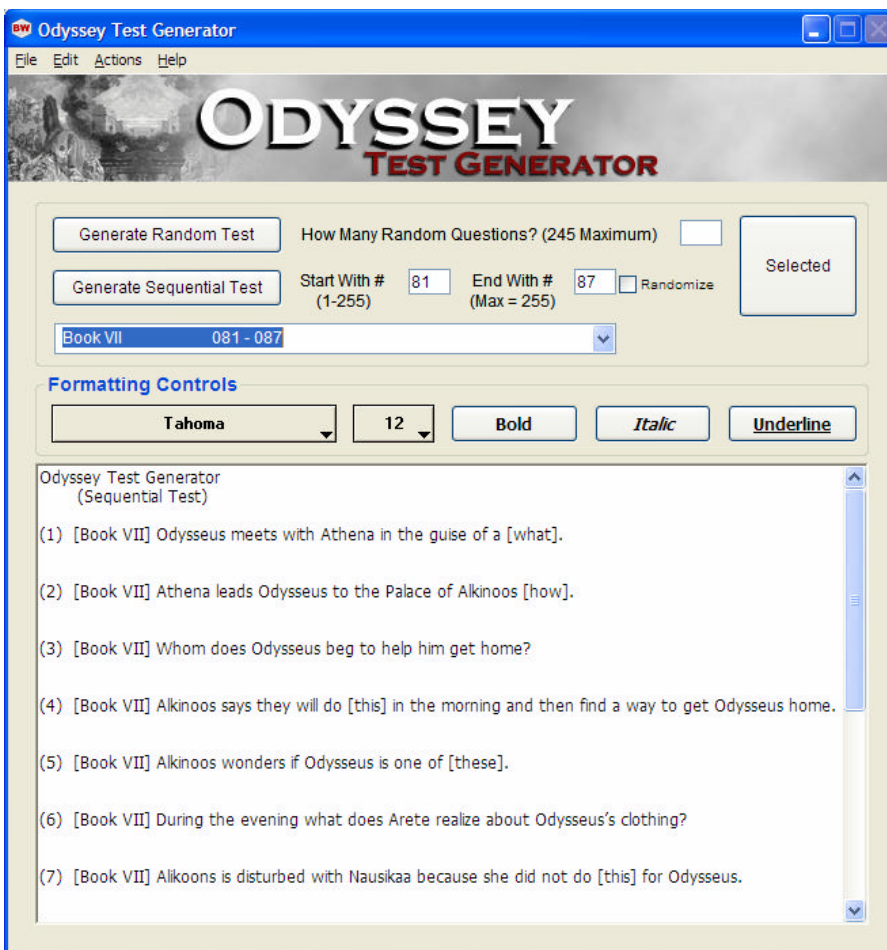 BW Odyssey Test Generator
File Edit Actions Help
ODYSSEY
TEST GENERATOR
Generate Random Test How Many Random Questions? (245 Maximum)
Selected
Generate Sequential Test Start With # 81 End With # 87 Randomize
(1-255) (Max = 255)
Book VII 081 - 087
Formatting Controls
Tahoma 12 Bold Italic Underline
Odyssey Test Generator
(Sequential Test)
(1) [Book VII] Odysseus meets with Athena in the guise of a [what].
(2) [Book VII] Athena leads Odysseus to the Palace of Alkinoos [how].
(3) [Book VII] Whom does Odysseus beg to help him get home?
(4) [Book VII] Alkinoos says they will do [this] in the morning and then find a way to get Odysseus home.
(5) [Book VII] Alkinoos wonders if Odysseus is one of [these].
(6) [Book VII] During the evening what does Arete realize about Odysseus’s clothing?
(7) [Book VII] Alikoons is disturbed with Nausikaa because she did not do [this] for Odysseus.